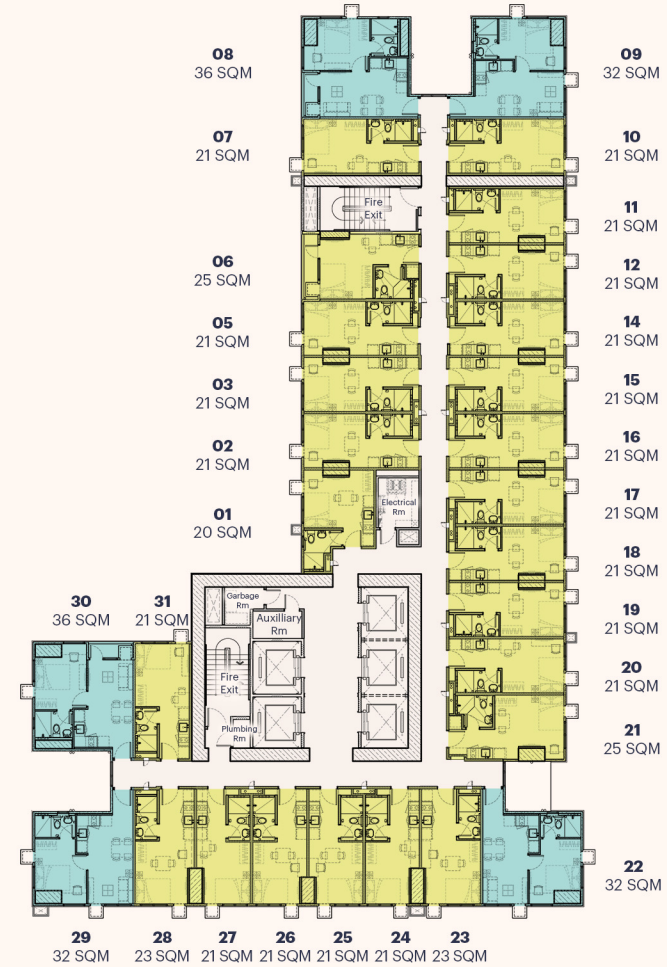 08
36 SQM
09
32 SQM
07
21 SQM
10
21 SQM
Fire
Exit
11
21 SQM
06
25 SQM
12
21 SQM
05
21 SQM
14
21 SQM
03
21 SQM
15
21 SQM
02
21 SQM
16
21 SQM
01
20 SQM
Electrical
Rm
17
21 SQM
18
21 SQM
30
36 SQM
31
21 SQM
Garbage
Rm
Auxilliary
Rm
19
21 SQM
Fire
Exit
20
21 SQM
Plumbing
Rm
21
25 SQM
22
32 SQM
29
32 SQM
28
23 SQM
27
21 SQM
26
21 SQM
25
21 SQM
24
21 SQM
23
23 SQM